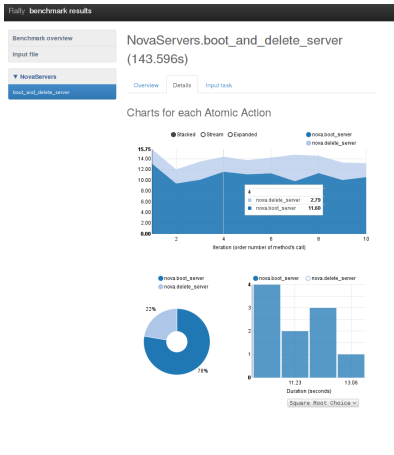 Rally benchmark results
Benchmark overview
Input file
▼ NovaServers
boot_and_delete_server
NovaServers.boot_and_delete_server
(143.596s)
Overview Details Input task
Charts for each Atomic Action
Stacked Stream Expanded
nova.boot_server
nova.delete_server
15.75
14.00
12.00
10.00
8.00
6.00
4.00
2.00
0.00
4
nova.delete_server 2.79
nova.boot_server 11.60
2 4 6 8 10
Iteration (order number of method's call)
nova.boot_server
nova.delete_server
22%
78%
nova.boot_server nova.delete_server
4
3
2
1
0
11.23 13.06
Duration (seconds)
Square Root Choice